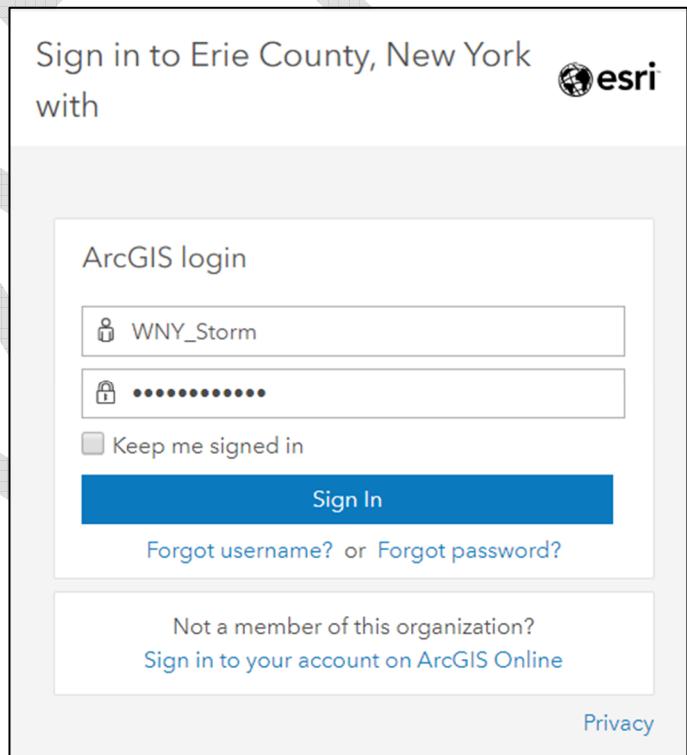 Sign in to Erie County, New York
with
esri
ArcGIS login
WNY_Storm
••••••••••••
Keep me signed in
Sign In
Forgot username? or Forgot password?
Not a member of this organization?
Sign in to your account on ArcGIS Online
Privacy